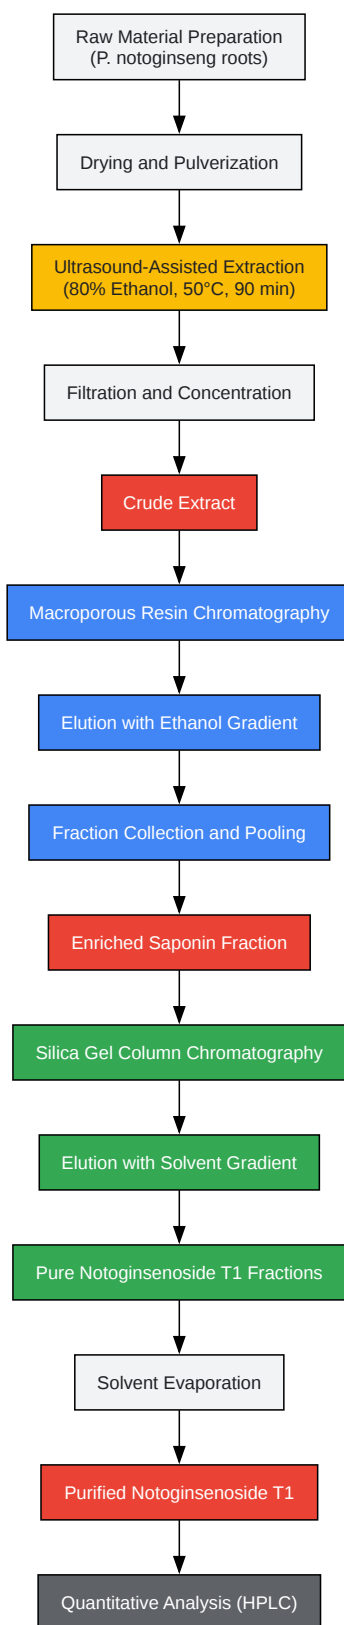 Raw Material Preparation
(P. notoginseng roots)
Drying and Pulverization
Ultrasound-Assisted Extraction
(80% Ethanol, 50°C, 90 min)
Filtration and Concentration
Crude Extract
Macroporous Resin Chromatography
Elution with Ethanol Gradient
Fraction Collection and Pooling
Enriched Saponin Fraction
Silica Gel Column Chromatography
Elution with Solvent Gradient
Pure Notoginsenoside T1 Fractions
Solvent Evaporation
Purified Notoginsenoside T1
Quantitative Analysis (HPLC)